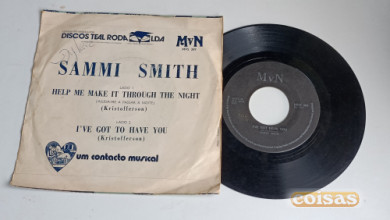 DISCOS TEAL RODA LDA
MvN
SAMMI SMITH
HELP ME MAKE IT THROUGH THE NIGHT
(Kristofferson)
I'VE GOT TO HAVE YOU
(Kristofferson)
um contacto musical
MvN
coisas